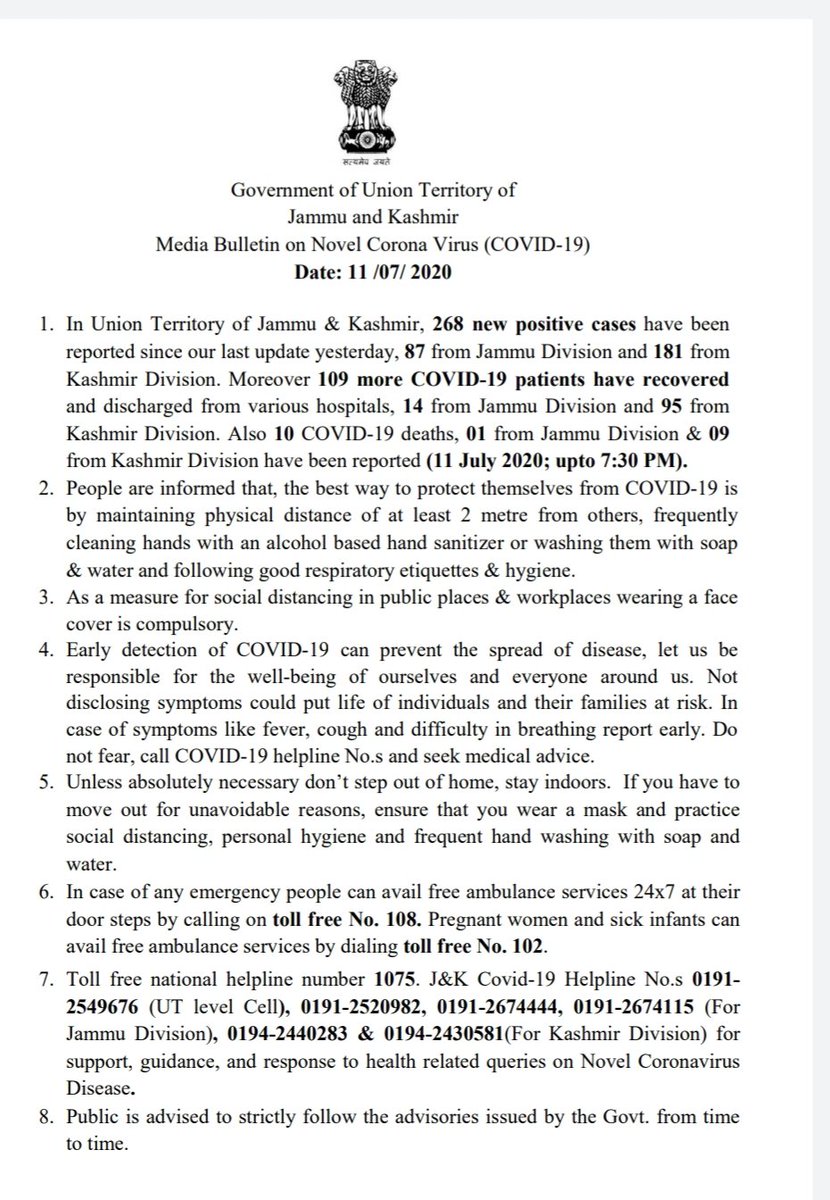 सत्यमेव जयते
Government of Union Territory of
Jammu and Kashmir
Media Bulletin on Novel Corona Virus (COVID-19)
Date: 11 /07/ 2020
1. In Union Territory of Jammu & Kashmir, 268 new positive cases have been
reported since our last update yesterday, 87 from Jammu Division and 181 from
Kashmir Division. Moreover 109 more COVID-19 patients have recovered
and discharged from various hospitals, 14 from Jammu Division and 95 from
Kashmir Division. Also 10 COVID-19 deaths, 01 from Jammu Division & 09
from Kashmir Division have been reported (11 July 2020; upto 7:30 PM).
2. People are informed that, the best way to protect themselves from COVID-19 is
by maintaining physical distance of at least 2 metre from others, frequently
cleaning hands with an alcohol based hand sanitizer or washing them with soap
& water and following good respiratory etiquettes & hygiene.
3. As a measure for social distancing in public places & workplaces wearing a face
cover is compulsory.
4. Early detection of COVID-19 can prevent the spread of disease, let us be
responsible for the well-being of ourselves and everyone around us. Not
disclosing symptoms could put life of individuals and their families at risk. In
case of symptoms like fever, cough and difficulty in breathing report early. Do
not fear, call COVID-19 helpline No.s and seek medical advice.
5. Unless absolutely necessary don’t step out of home, stay indoors. If you have to
move out for unavoidable reasons, ensure that you wear a mask and practice
social distancing, personal hygiene and frequent hand washing with soap and
water.
6. In case of any emergency people can avail free ambulance services 24x7 at their
door steps by calling on toll free No. 108. Pregnant women and sick infants can
avail free ambulance services by dialing toll free No. 102.
7. Toll free national helpline number 1075. J&K Covid-19 Helpline No.s 0191-
2549676 (UT level Cell), 0191-2520982, 0191-2674444, 0191-2674115 (For
Jammu Division), 0194-2440283 & 0194-2430581(For Kashmir Division) for
support, guidance, and response to health related queries on Novel Coronavirus
Disease.
8. Public is advised to strictly follow the advisories issued by the Govt. from time
to time.